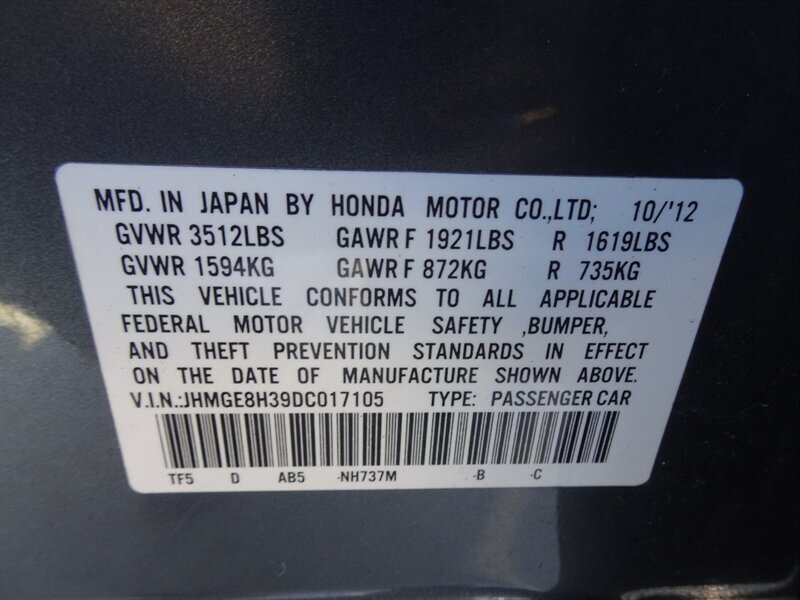 MFD. IN JAPAN BY HONDA MOTOR CO.,LTD; 10/'12
GVWR 3512LBS GAWR F 1921LBS R 1619LBS
GVWR 1594KG GAWR F 872KG R 735KG
THIS VEHICLE CONFORMS TO ALL APPLICABLE
FEDERAL MOTOR VEHICLE SAFETY ,BUMPER,
AND THEFT PREVENTION STANDARDS IN EFFECT
ON THE DATE OF MANUFACTURE SHOWN ABOVE.
V.I.N.:JHMGE8H39DC017105 TYPE: PASSENGER CAR
TF5 D AB5 -NH737M -B -C